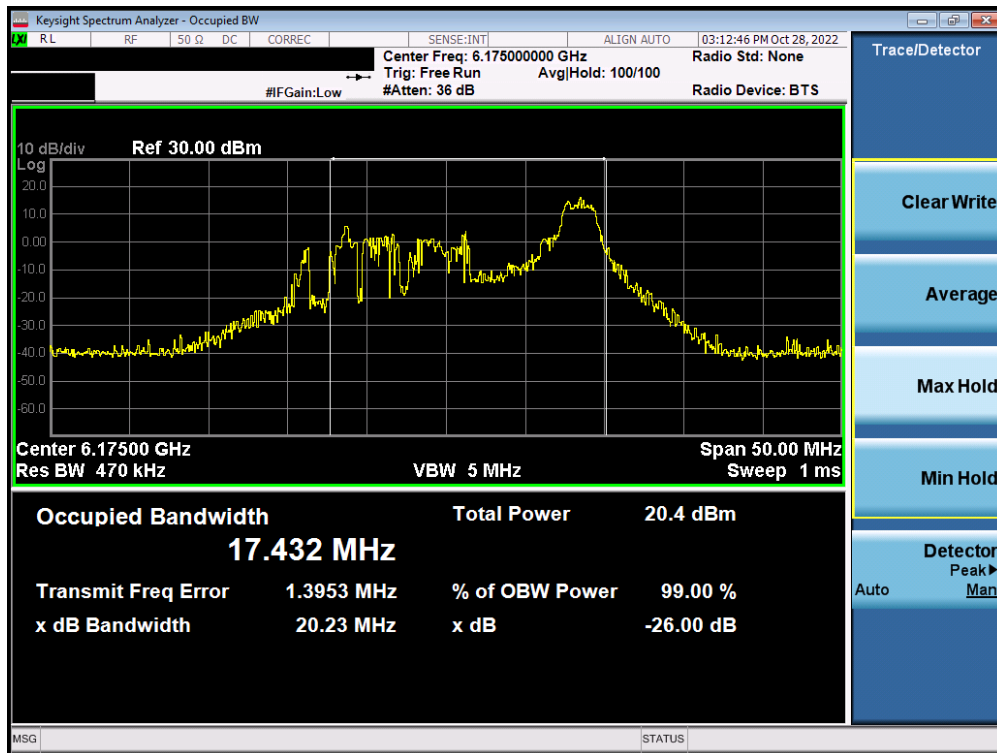 Keysight Spectrum Analyzer - Occupied BW
LXI RL RF 50 Ω DC CORREC SENSE:INT ALIGN AUTO 03:12:46 PM Oct 28, 2022
Center Freq: 6.175000000 GHz Radio Std: None
Trig: Free Run Avg|Hold: 100/100
#IFGain:Low #Atten: 36 dB Radio Device: BTS
10 dB/div Ref 30.00 dBm
Log
20.0
10.0
0.00
-10.0
-20.0
-30.0
-40.0
-50.0
-60.0
Center 6.17500 GHz Span 50.00 MHz
Res BW 470 kHz VBW 5 MHz Sweep 1 ms
Occupied Bandwidth Total Power 20.4 dBm
17.432 MHz
Transmit Freq Error 1.3953 MHz % of OBW Power 99.00 %
x dB Bandwidth 20.23 MHz x dB -26.00 dB
MSG STATUS
Trace/Detector
Clear Write
Average
Max Hold
Min Hold
Detector
Peak▶
Auto Man